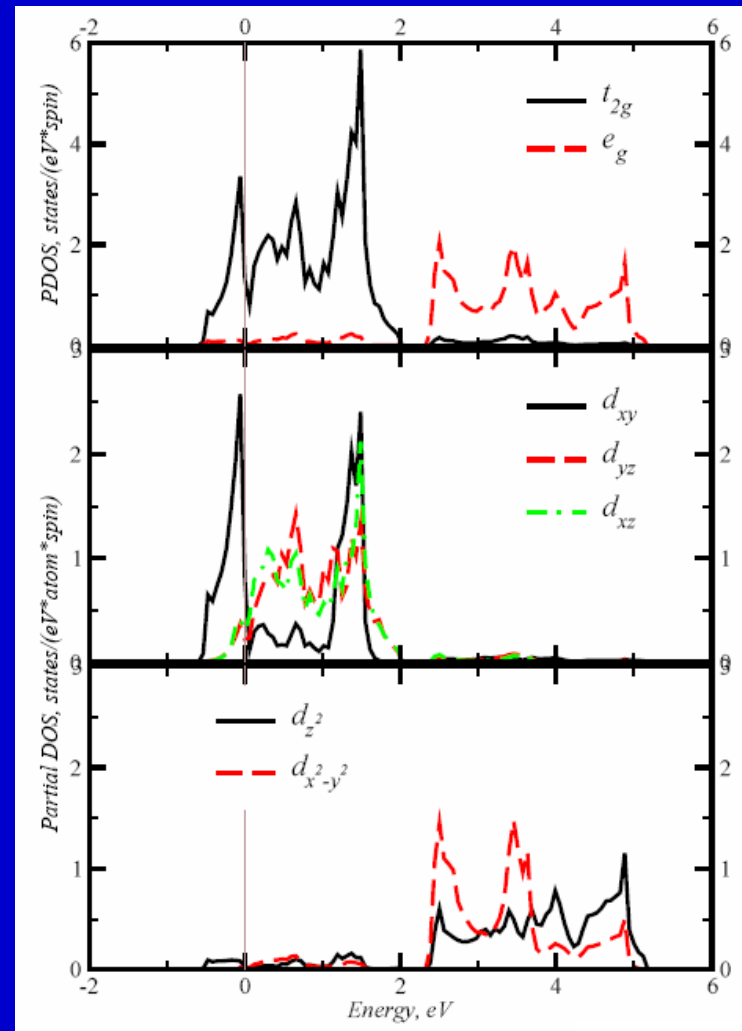 -2 0 2 4 6
6 6
PDOS, states/(eV*spin)
t2g
eg
4 4
2 2
0 0
3 3
dxy
dyz
dxz
2 2
1 1
0 0
3 3
Partial DOS, states/(eV*atom*spin)
dz²
dx²-y²
2 2
1 1
0 0
-2 0 2 4 6
Energy, eV